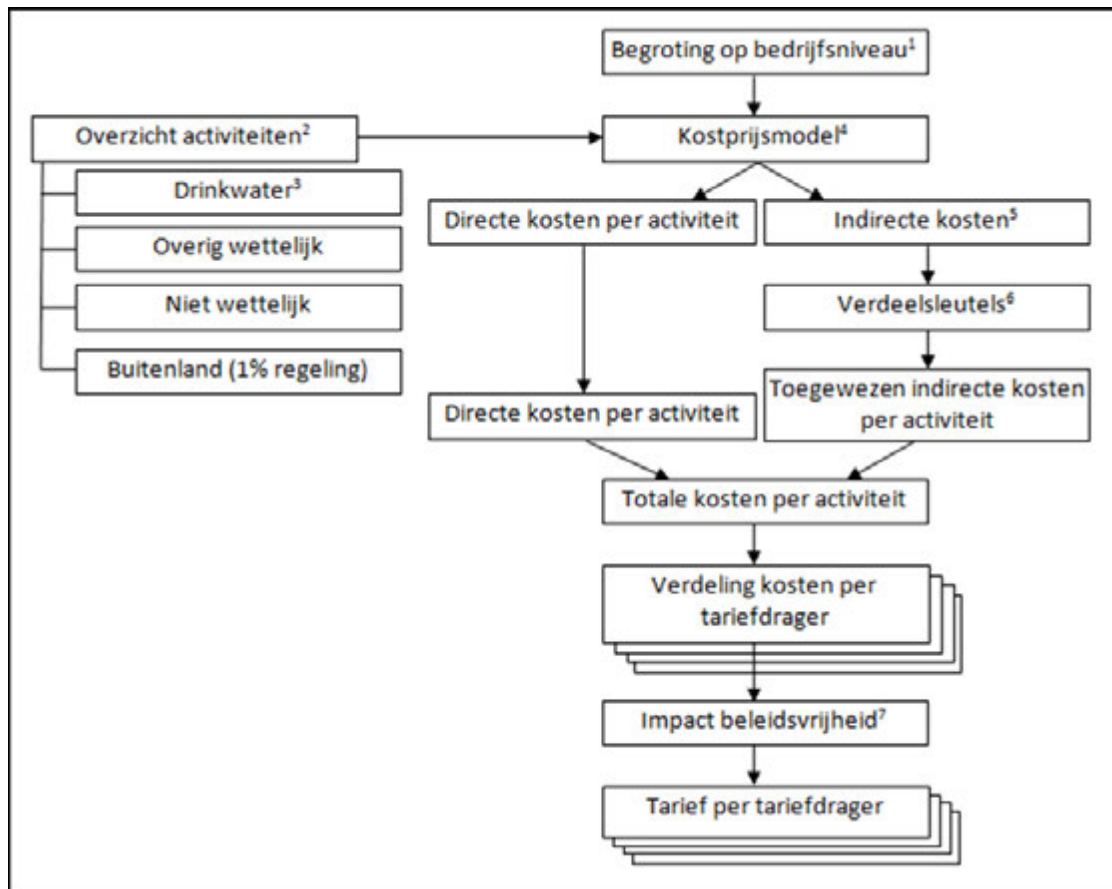 Begroting op bedrijfsniveau¹
Overzicht activiteiten²
Kostprijsmodel⁴
Drinkwater³
Overig wettelijk
Niet wettelijk
Buitenland (1% regeling)
Directe kosten per activiteit
Indirecte kosten⁵
Verdeelsleutels⁶
Directe kosten per activiteit
Toegewezen indirecte kosten
per activiteit
Totale kosten per activiteit
Verdeling kosten per
tariefdrager
Impact beleidsvrijheid⁷
Tarief per tariefdrager